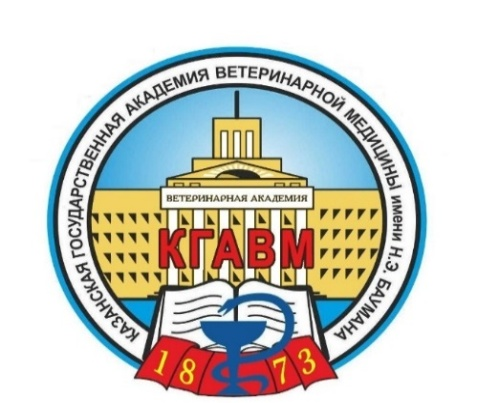 КАЗАНСКАЯ ГОСУДАРСТВЕННАЯ АКАДЕМИЯ ВЕТЕРИНАРНОЙ МЕДИЦИНЫ имени Н.Э. БАУМАНА
ВЕТЕРИНАРНАЯ АКАДЕМИЯ
КГАВМ
1873